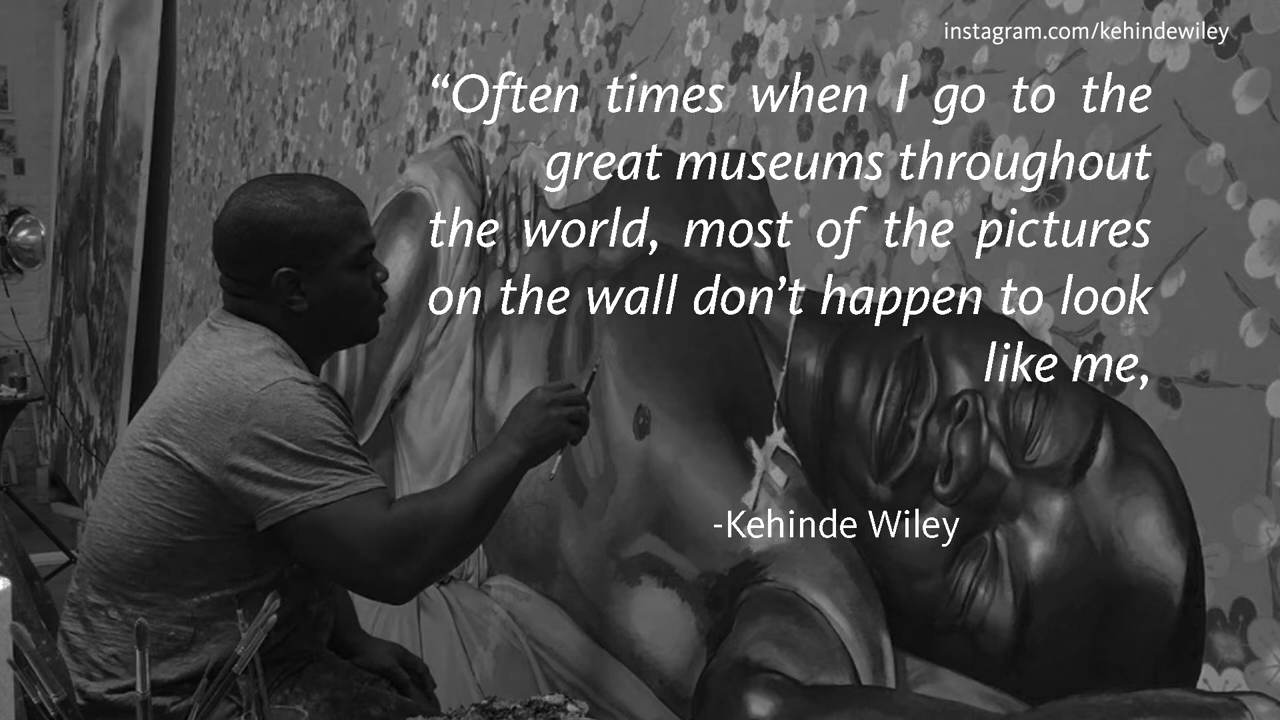 instagram.com/kehindewiley
“Often times when I go to the
great museums throughout
the world, most of the pictures
on the wall don’t happen to look
like me,
-Kehinde Wiley